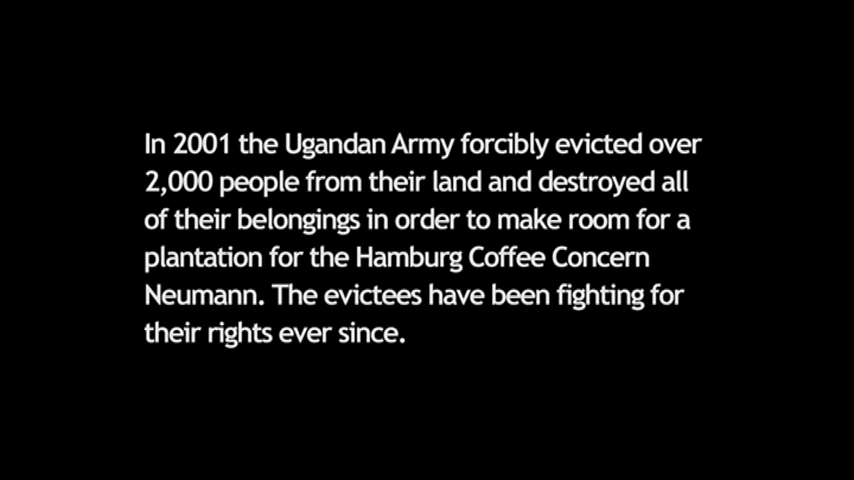 In 2001 the Ugandan Army forcibly evicted over
2,000 people from their land and destroyed all
of their belongings in order to make room for a
plantation for the Hamburg Coffee Concern
Neumann. The evictees have been fighting for
their rights ever since.